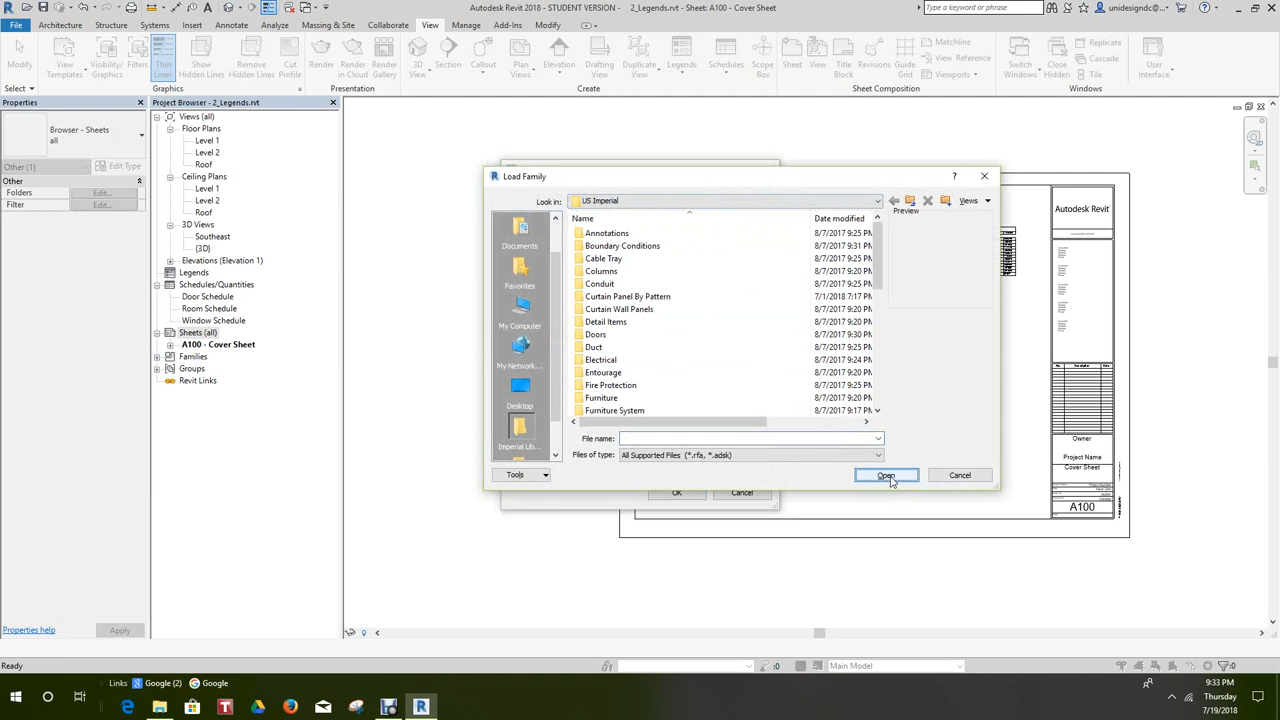 Autodesk Revit 2018 - STUDENT VERSION - 2_Legends.rvt - Sheet: A100 - Cover Sheet
Type a keyword or phrase
unidesigndc@...
File
Architecture
Structure
Systems
Insert
Annotate
Analyze
Massing & Site
Collaborate
View
Manage
Add-Ins
Modify
Modify
View Templates
Visibility/ Graphics
Filters
Thin Lines
Show Hidden Lines
Remove Hidden Lines
Cut Profile
Render
Render in Cloud
Render Gallery
3D View
Section
Callout
Plan Views
Elevation
Drafting View
Duplicate View
Legends
Schedules
Scope Box
Sheet
View
Title Block
Revisions
Guide Grid
Matchline
View Reference
Viewports
Switch Windows
Close Hidden
Replicate
Cascade
Tile
User Interface
Select
Graphics
Presentation
Create
Sheet Composition
Windows
Properties
Browser - Sheets
all
Other (1)
Edit Type
Other
Folders
Edit...
Filter
Edit...
Properties help
Apply
Project Browser - 2_Legends.rvt
Views (all)
Floor Plans
Level 1
Level 2
Roof
Ceiling Plans
Level 1
Level 2
Roof
3D Views
Southeast
{3D}
Elevations (Elevation 1)
Legends
Schedules/Quantities
Door Schedule
Room Schedule
Window Schedule
Sheets (all)
A100 - Cover Sheet
Families
Groups
Revit Links
Load Family
Look in:
US Imperial
Views
Name
Date modified
Preview
Annotations 8/7/2017 9:25 PM
Boundary Conditions 8/7/2017 9:31 PM
Cable Tray 8/7/2017 9:25 PM
Columns 8/7/2017 9:20 PM
Conduit 8/7/2017 9:25 PM
Curtain Panel By Pattern 7/1/2018 7:17 PM
Curtain Wall Panels 8/7/2017 9:20 PM
Detail Items 8/7/2017 9:20 PM
Doors 8/7/2017 9:30 PM
Duct 8/7/2017 9:25 PM
Electrical 8/7/2017 9:24 PM
Entourage 8/7/2017 9:20 PM
Fire Protection 8/7/2017 9:25 PM
Furniture 8/7/2017 9:20 PM
Furniture System 8/7/2017 9:17 PM
Documents
Favorites
My Computer
My Network...
Desktop
Imperial Lib...
File name:
Files of type:
All Supported Files (*.rfa, *.adsk)
Tools
Open
Cancel
OK
Cancel
Autodesk Revit
Owner
Project Name
Cover Sheet
A100
Ready
:0
Main Model
:0
Links
Google (2)
Google
9:33 PM
Thursday
7/19/2018